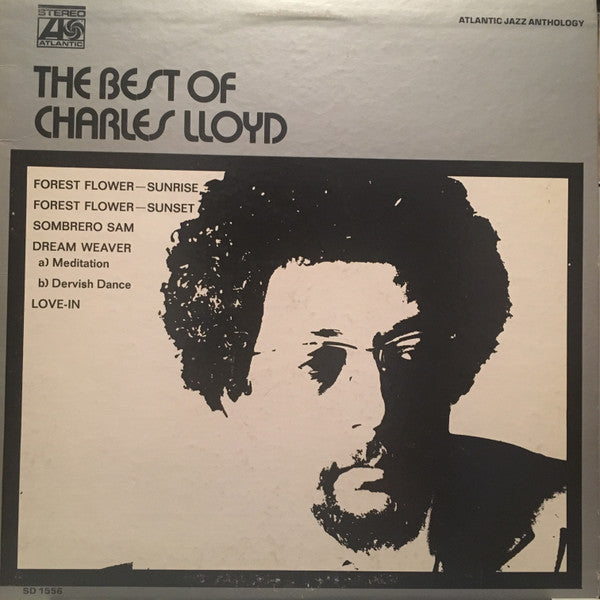 STEREO
ATLANTIC
ATLANTIC JAZZ ANTHOLOGY
THE BEST OF
CHARLES LLOYD
FOREST FLOWER—SUNRISE
FOREST FLOWER—SUNSET
SOMBRERO SAM
DREAM WEAVER
a) Meditation
b) Dervish Dance
LOVE-IN
SD 1556